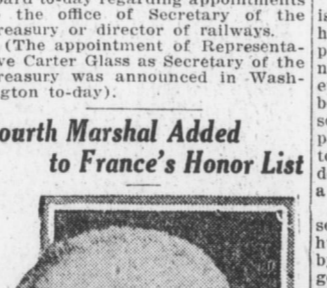 the office of Secretary of the
reasury or director of railways.
(The appointment of Representa-
ve Carter Glass as Secretary of the
reasury was announced in Wash-
gton to-day).
ourth Marshal Added
to France's Honor List